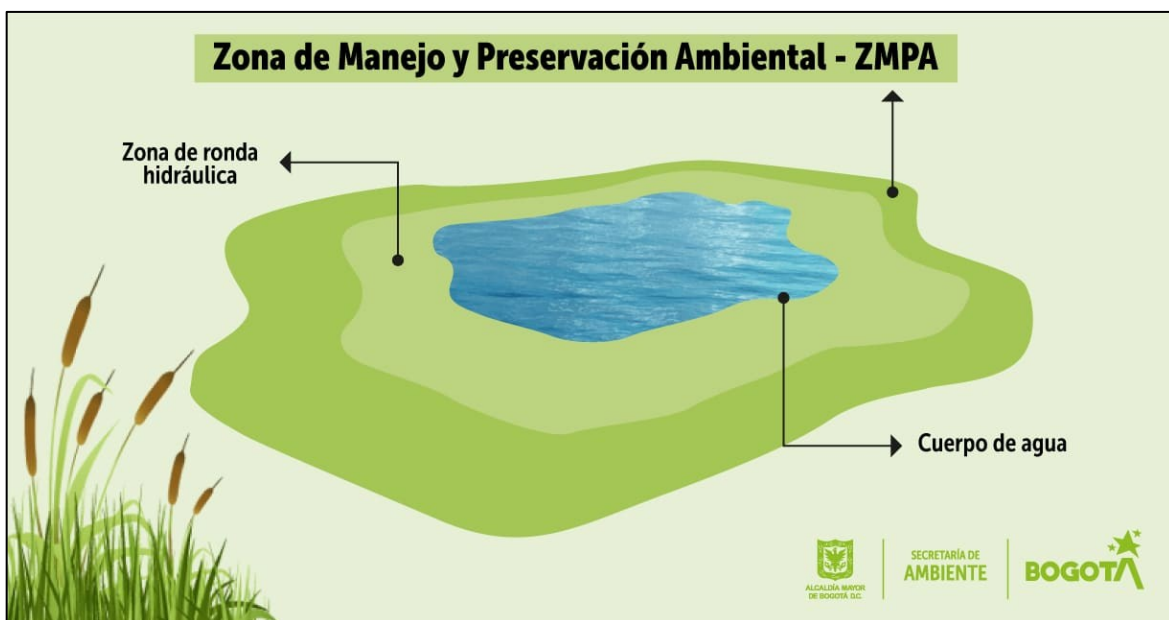 Zona de Manejo y Preservación Ambiental - ZMPA
Zona de ronda
hidráulica
Cuerpo de agua
ALCALDÍA MAYOR
DE BOGOTÁ D.C.
SECRETARÍA DE
AMBIENTE
BOGOTÁ